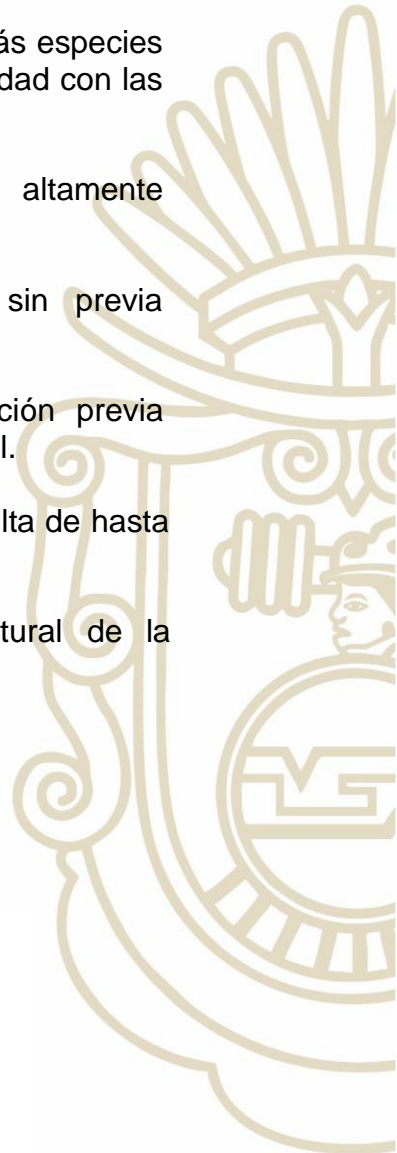 ás especies
dad con las
altamente
sin previa
ción previa
l.
lta de hasta
tural de la